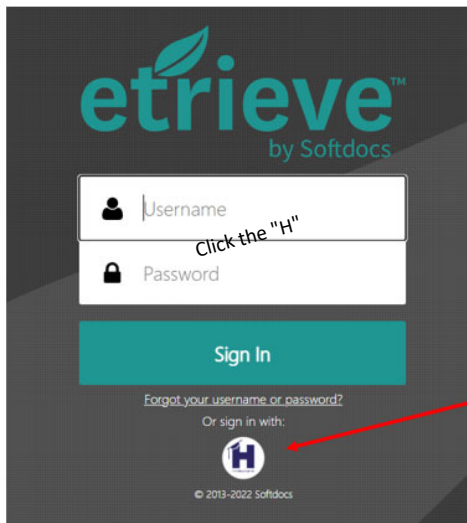 etrieve™
by Softdocs
Username
Click the "H"
Password
Sign In
Forgot your username or password?
Or sign in with:
H
© 2013-2022 Softdocs